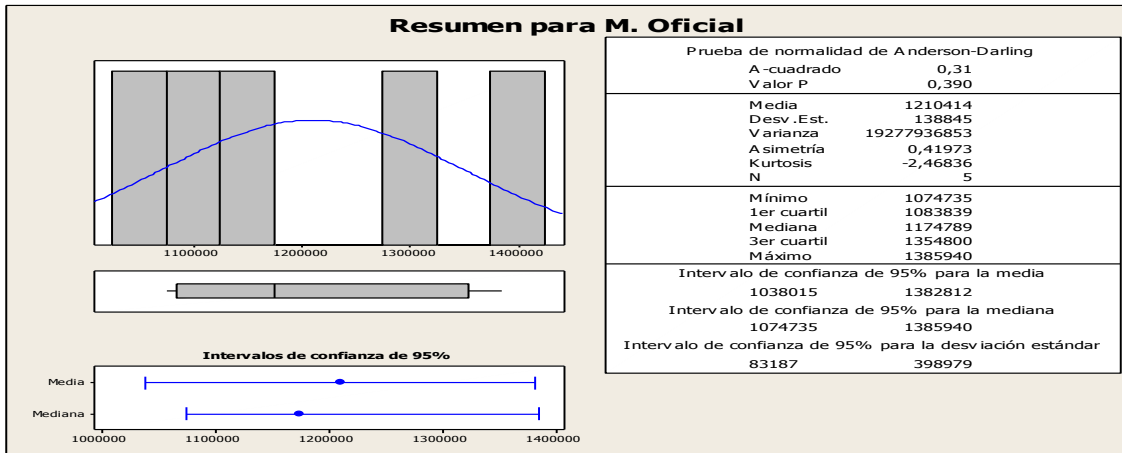 Resumen para M. Oficial
1100000 1200000 1300000 1400000
Intervalos de confianza de 95%
Media
Mediana
1000000 1100000 1200000 1300000 1400000
Prueba de normalidad de Anderson-Darling
A-cuadrado 0,31
Valor P 0,390
Media 1210414
Desv.Est. 138845
Varianza 19277936853
Asimetría 0,41973
Kurtosis -2,46836
N 5
Mínimo 1074735
1er cuartil 1083839
Mediana 1174789
3er cuartil 1354800
Máximo 1385940
Intervalo de confianza de 95% para la media
1038015 1382812
Intervalo de confianza de 95% para la mediana
1074735 1385940
Intervalo de confianza de 95% para la desviación estándar
83187 398979